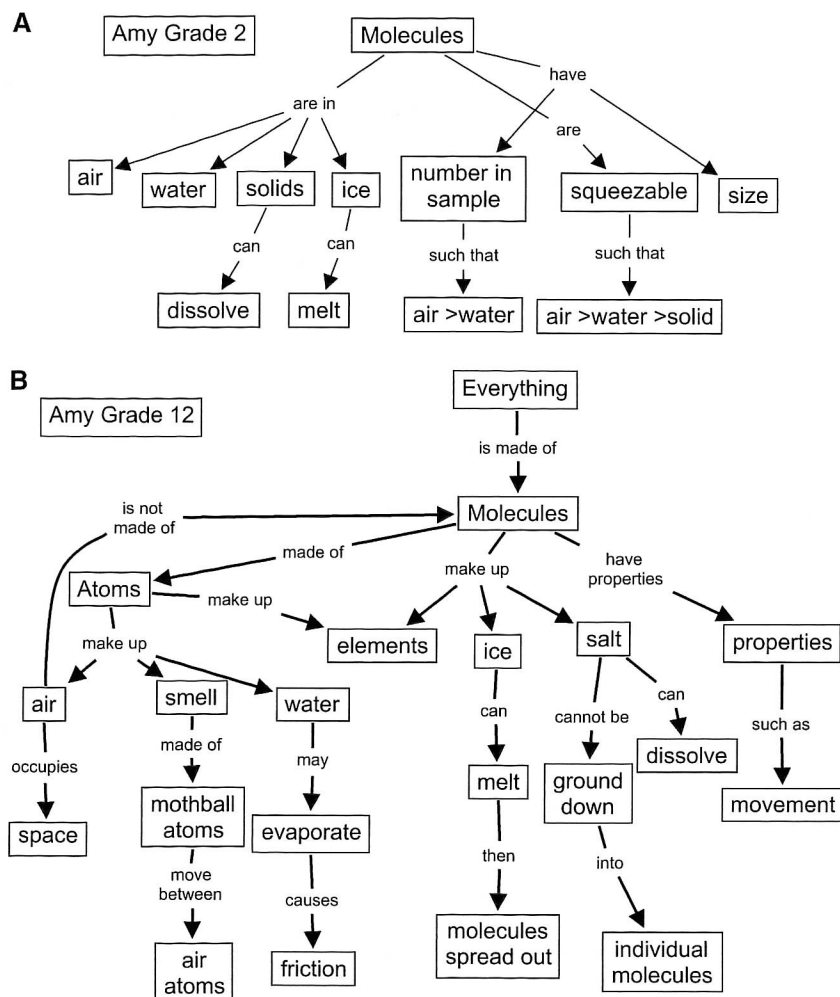 A
Amy Grade 2
Molecules
have
are in
are
air
water
solids
ice
number in
sample
squeezable
size
can
can
such that
such that
dissolve
melt
air >water
air >water >solid
B
Amy Grade 12
Everything
is made of
is not
made of
Molecules
made of
make up
have
properties
Atoms
make up
make up
elements
ice
salt
properties
air
smell
water
can
cannot be
can
such as
occupies
made of
may
melt
ground
down
dissolve
movement
space
mothball
atoms
evaporate
then
into
move
between
causes
molecules
spread out
individual
molecules
air
atoms
friction